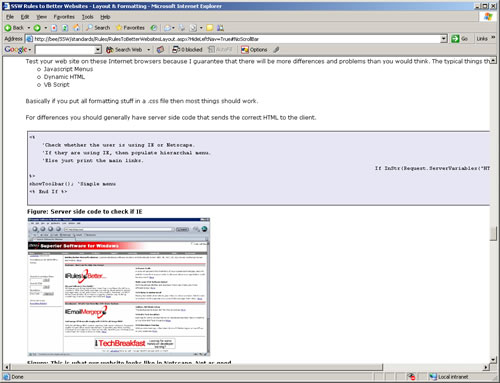 SSW Rules to Better Websites - Layout & Formatting - Microsoft Internet Explorer
File Edit View Favorites Tools Help
Back Search Favorites
Address http://bee/SSW/standards/Rules/RulesToBetterWebsitesLayout.aspx?HideLeftNav=True#NoScrollBar Go Links
Google Search Web 0 blocked AutoFill Options
Test your web site on these Internet browsers because I guarantee that there will be more differences and problems than you would think. The typical things th
Javascript Menus
Dynamic HTML
VB Script
Basically if you put all formatting stuff in a .css file then most things should work.
For differences you should generally have server side code that sends the correct HTML to the client.
<%
'Check whether the user is using IE or Netscape.
'If they are using IE, then populate hierarchal menu.
'Else just print the main links.
If InStr(Request.ServerVariables("HT
%>
showToolbar(); 'Simple menu
<% End If %>
Figure: Server side code to check if IE
Superior Software for Windows
Rules Better...
EmailMerge
TechBreakfast
Figure: This is what our website looks like in Netscape. Not as good
Done Local intranet